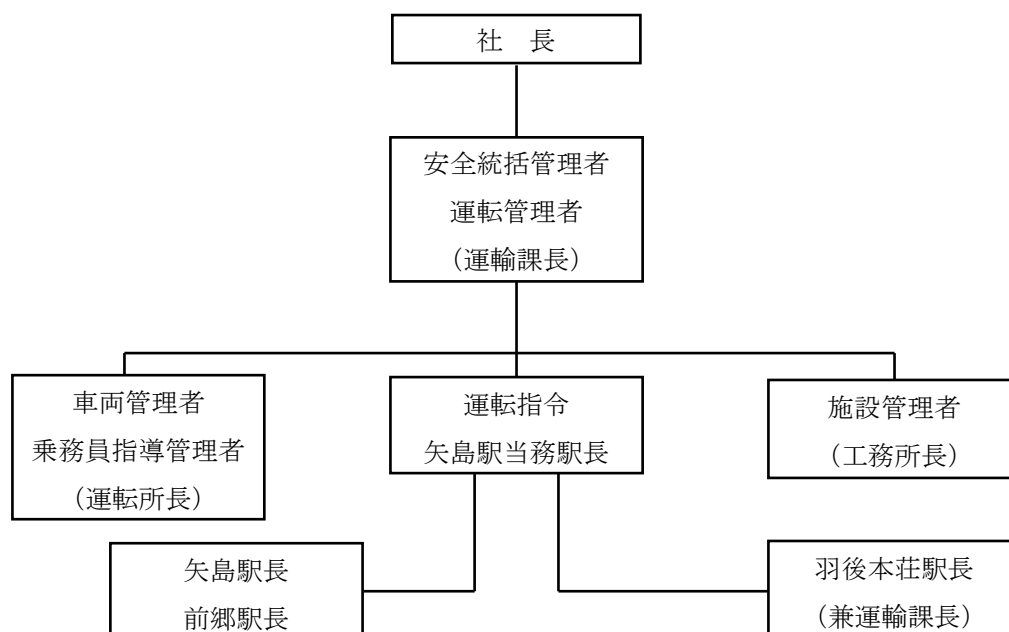 社　長
安全統括管理者
運転管理者
（運輸課長）
車両管理者
乗務員指導管理者
（運転所長）
運転指令
矢島駅当務駅長
施設管理者
（工務所長）
矢島駅長
前郷駅長
羽後本荘駅長
（兼運輸課長）